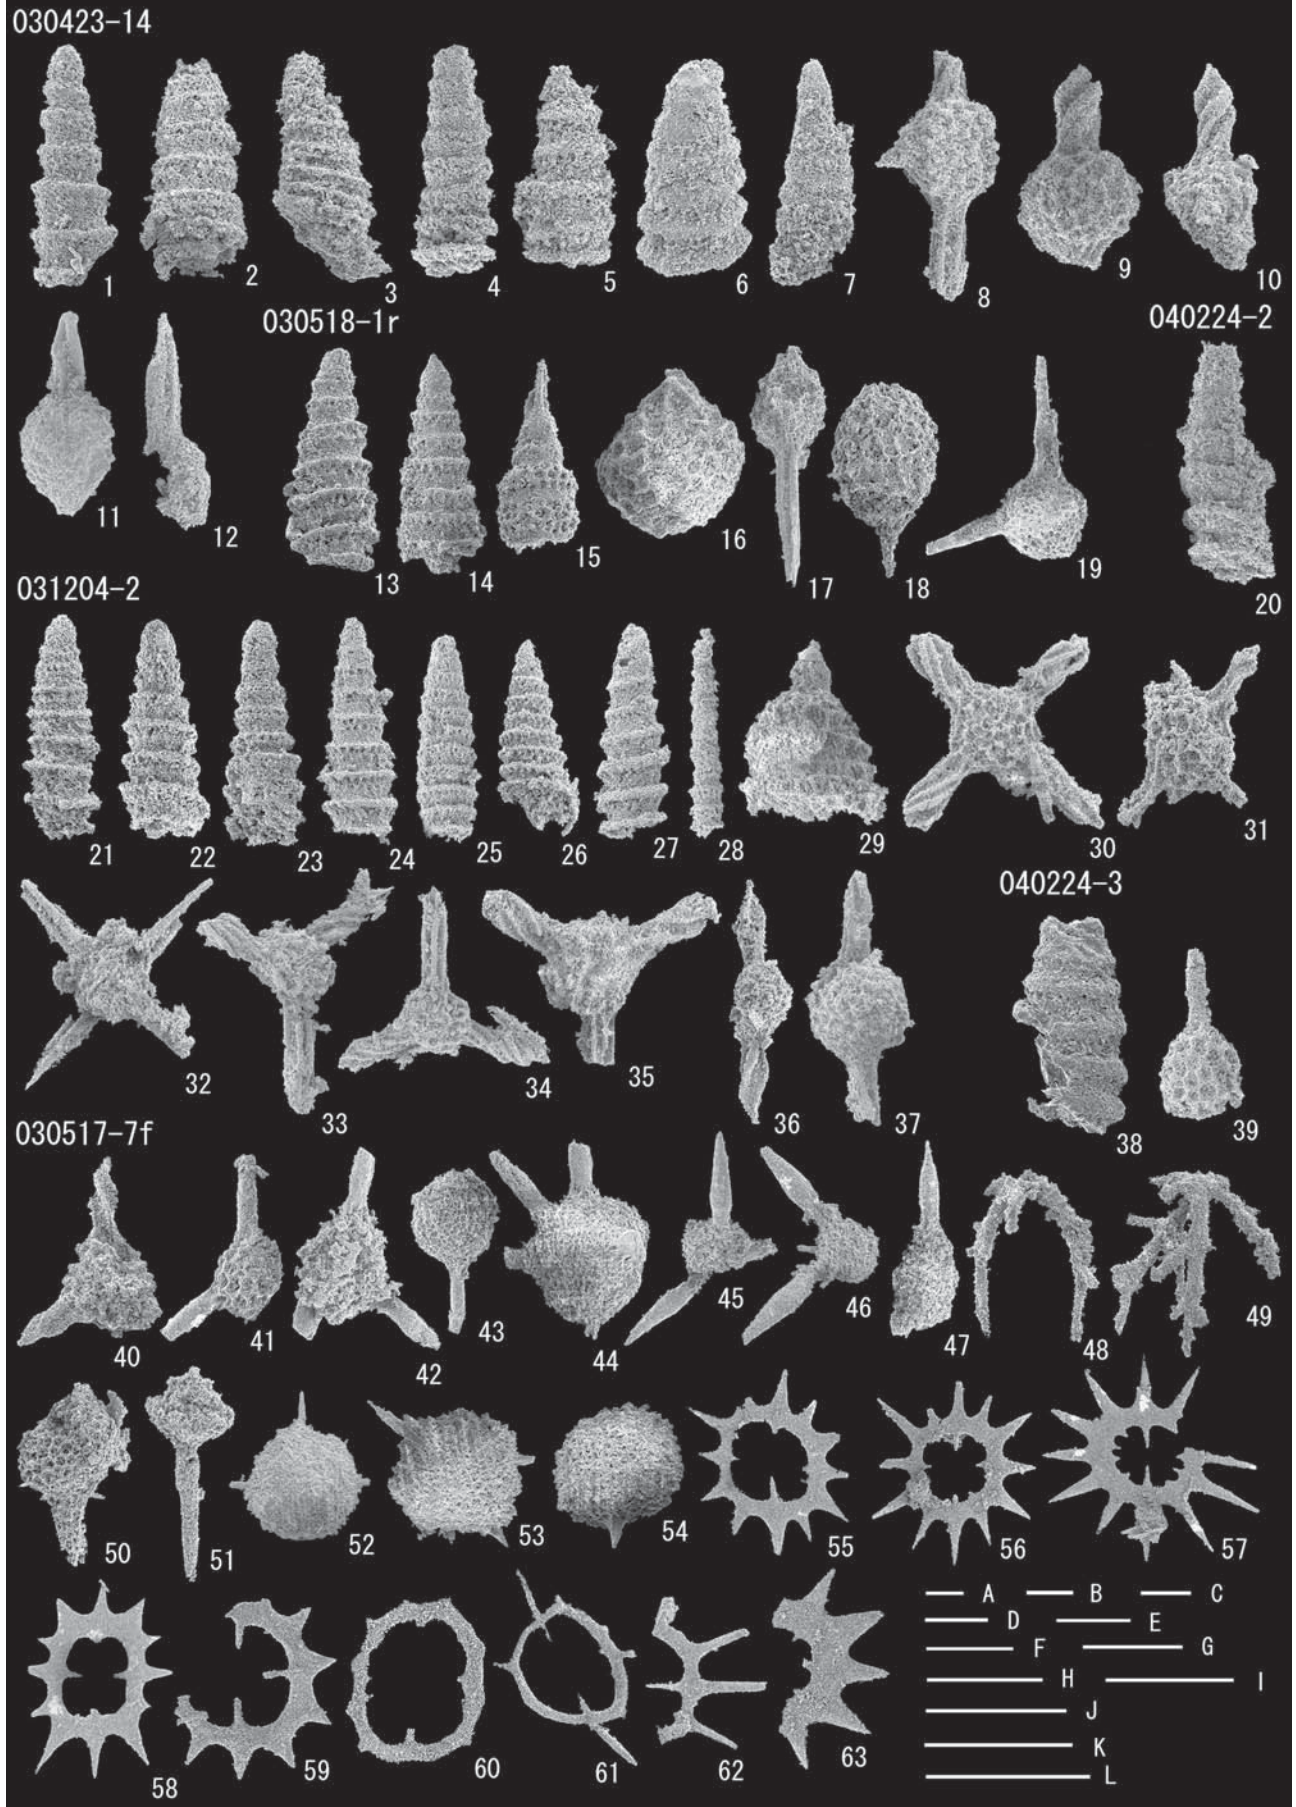 030423-14
1 2 3 4 5 6 7 8 9 10
030518-1r 040224-2
11 12 13 14 15 16 17 18 19 20
031204-2
21 22 23 24 25 26 27 28 29 30 31
040224-3
32 33 34 35 36 37 38 39
030517-7f
40 41 42 43 44 45 46 47 48 49
50 51 52 53 54 55 56 57
A B C
D E
F G
H I
J
K
L
58 59 60 61 62 63